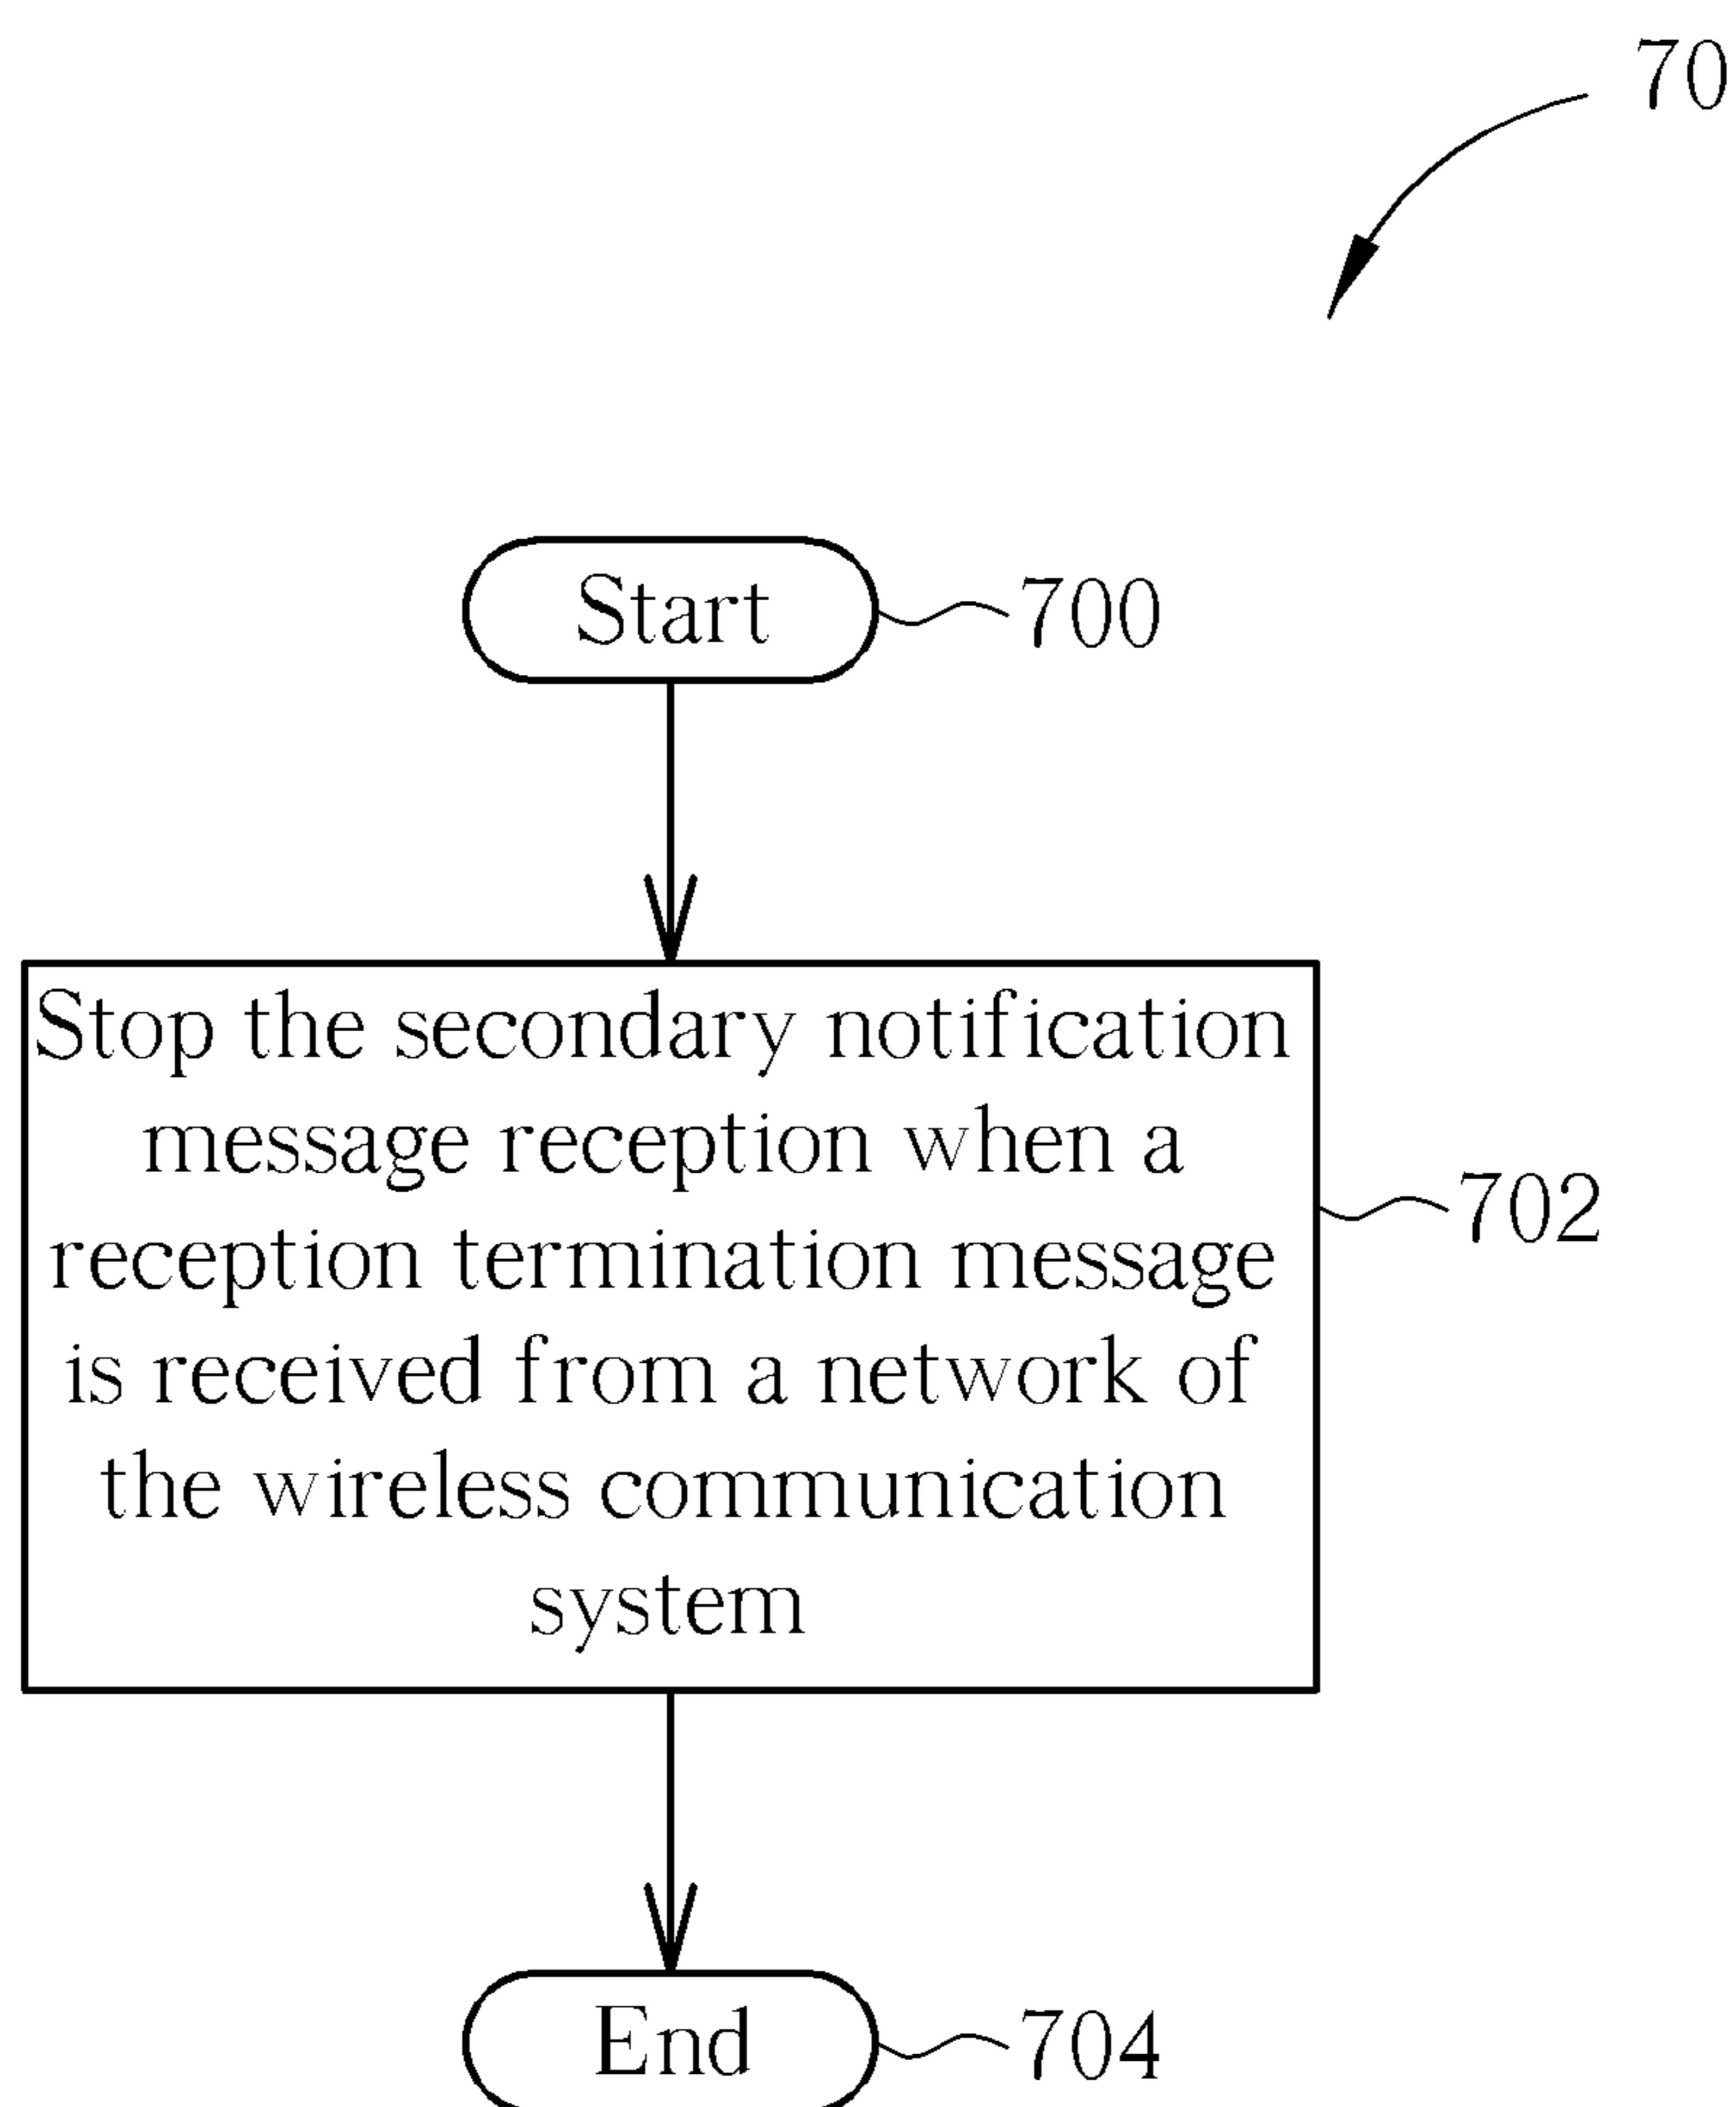 70
Start
700
Stop the secondary notification
message reception when a
reception termination message
is received from a network of
the wireless communication
system
702
End
704